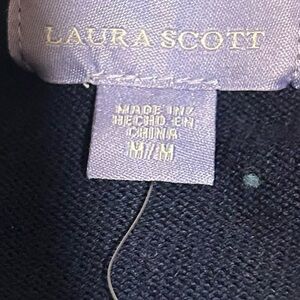 LAURA SCOTT
MADE IN/
HECHO EN
CHINA
M//M